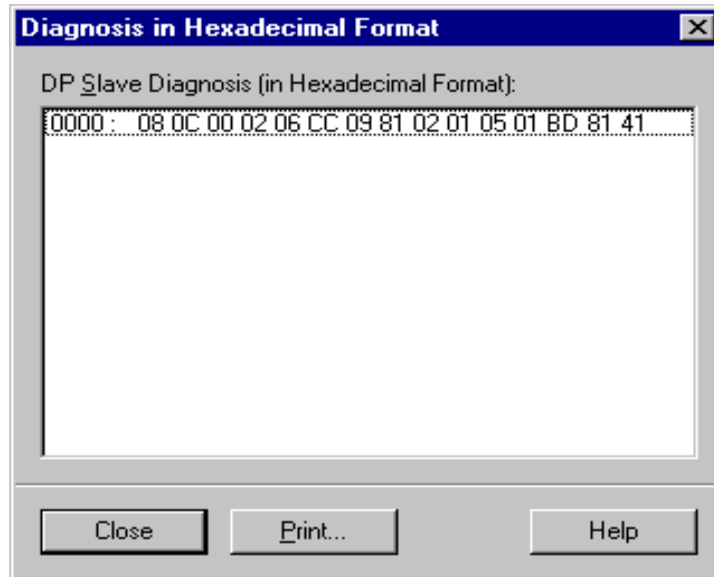 Diagnosis in Hexadecimal Format
DP Slave Diagnosis (in Hexadecimal Format):
0000 : 08 0C 00 02 06 CC 09 81 02 01 05 01 BD 81 41
Close Print... Help